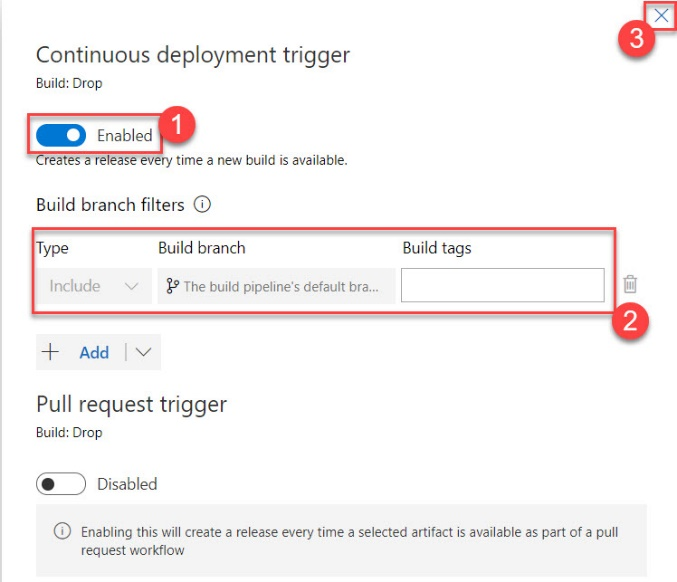 3
Continuous deployment trigger
Build: Drop
1
Enabled
Creates a release every time a new build is available.
Build branch filters
Type Build branch Build tags
Include The build pipeline's default bra...
2
Add
Pull request trigger
Build: Drop
Disabled
Enabling this will create a release every time a selected artifact is available as part of a pull
request workflow